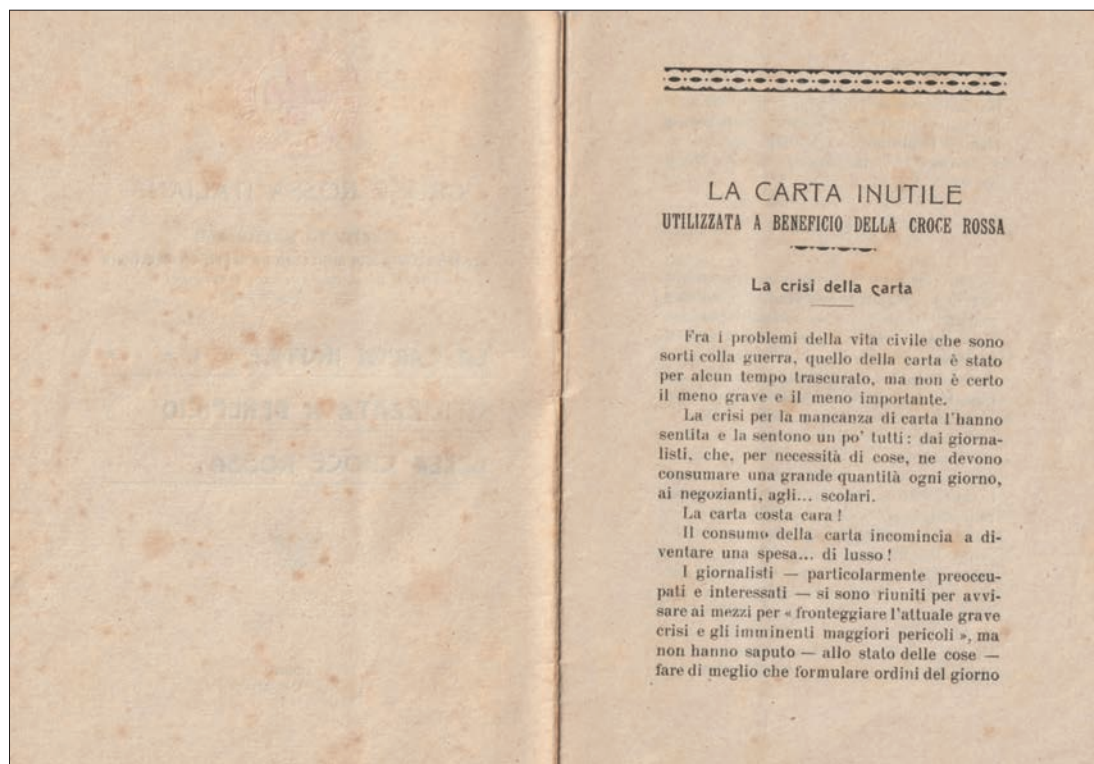 LA CARTA INUTILE
UTILIZZATA A BENEFICIO DELLA CROCE ROSSA
La crisi della carta
Fra i problemi della vita civile che sono
sorti colla guerra, quello della carta è stato
per alcun tempo trascurato, ma non è certo
il meno grave e il meno importante.
La crisi per la mancanza di carta l'hanno
sentita e la sentono un po' tutti: dai giorna-
listi, che, per necessità di cose, ne devono
consumare una grande quantità ogni giorno,
ai negozianti, agli... scolari.
La carta costa cara!
Il consumo della carta incomincia a di-
ventare una spesa... di lusso!
I giornalisti — particolarmente preoccu-
pati e interessati — si sono riuniti per avvi-
sare ai mezzi per « fronteggiare l'attuale grave
crisi e gli imminenti maggiori pericoli », ma
non hanno saputo — allo stato delle cose —
fare di meglio che formulare ordini del giorno